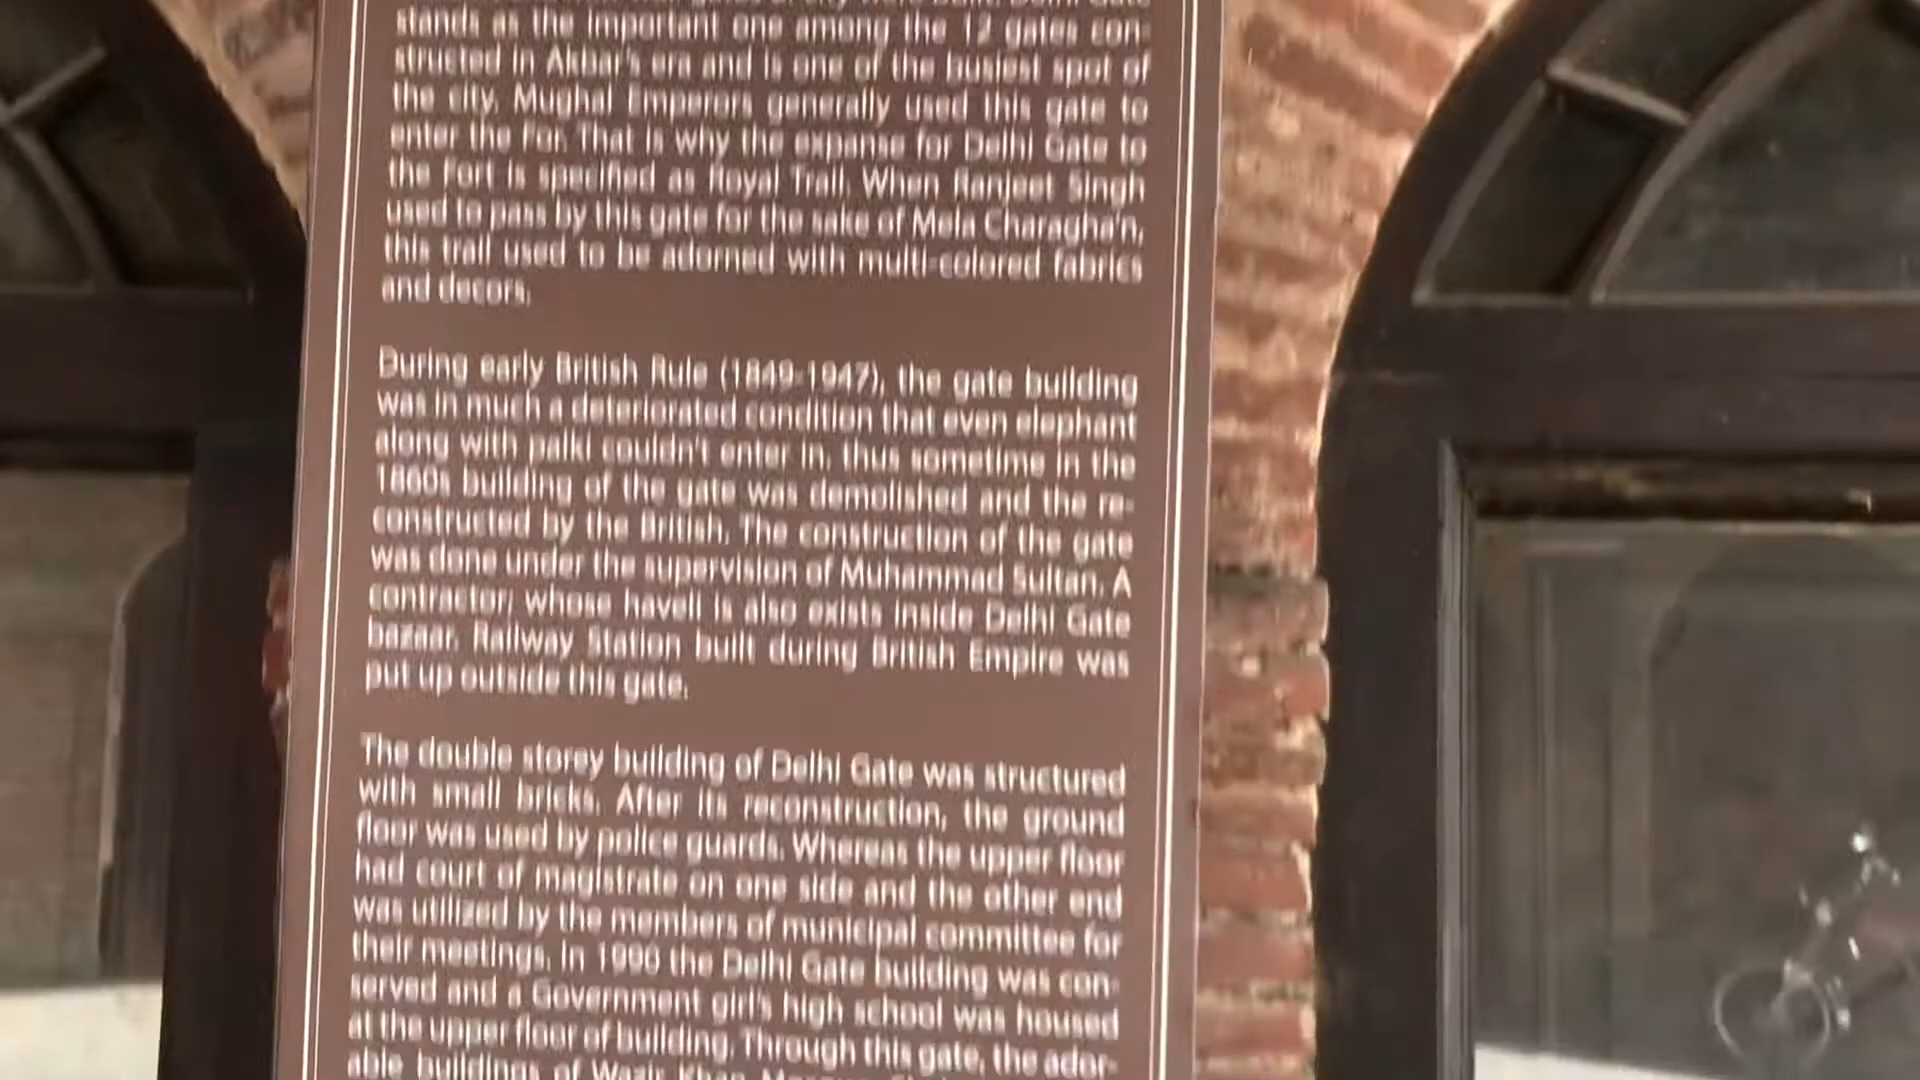 stands as the important one among the 12 gates con
structed in Akbar's era and is one of the busiest spot of
the city. Mughal Emperors generally used this gate to
enter the For. That is why the expanse for Delhi Gate to
the Fort is specified as Royal Trail. When Ranjeet Singh
used to pass by this gate for the sake of Mela Charagha'n,
this trail used to be adorned with multi-colored fabrics
and decors.
During early British Rule (1849-1947), the gate building
was in much a deteriorated condition that even elephant
along with palki couldn't enter in, thus sometime in the
1860s building of the gate was demolished and the re-
constructed by the British. The construction of the gate
was done under the supervision of Muhammad Sultan. A
contractor; whose haveli is also exists inside Delhi Gate
bazaar. Railway Station built during British Empire was
put up outside this gate.
The double storey building of Delhi Gate was structured
with small bricks. After its reconstruction, the ground
floor was used by police guards. Whereas the upper floor
had court of magistrate on one side and the other end
was utilized by the members of municipal committee for
their meetings. In 1990 the Delhi Gate building was con-
served and a Government girl's high school was housed
at the upper floor of building. Through this gate, the ador-
able buildings of Wazir Khan